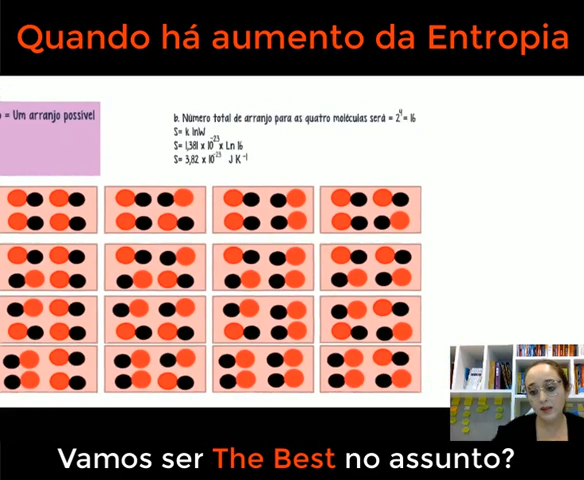 Quando há aumento da Entropia
= Um arranjo possivel
b. Número total de arranjo para as quatro moléculas será = 2⁴ = 16
S= k lnW
S= 1,381 x 10⁻²³ x Ln 16
S= 3,82 x 10⁻²³ J K⁻¹
Vamos ser The Best no assunto?